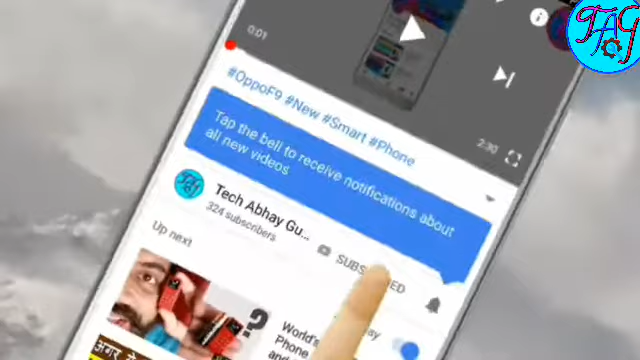 TAG
0:01
#OppoF9 #New #Smart #Phone
2:30
Tap the bell to receive notifications about
all new videos
Tech Abhay Gu...
324 subscribers
Up next
World's
Phone
अगर